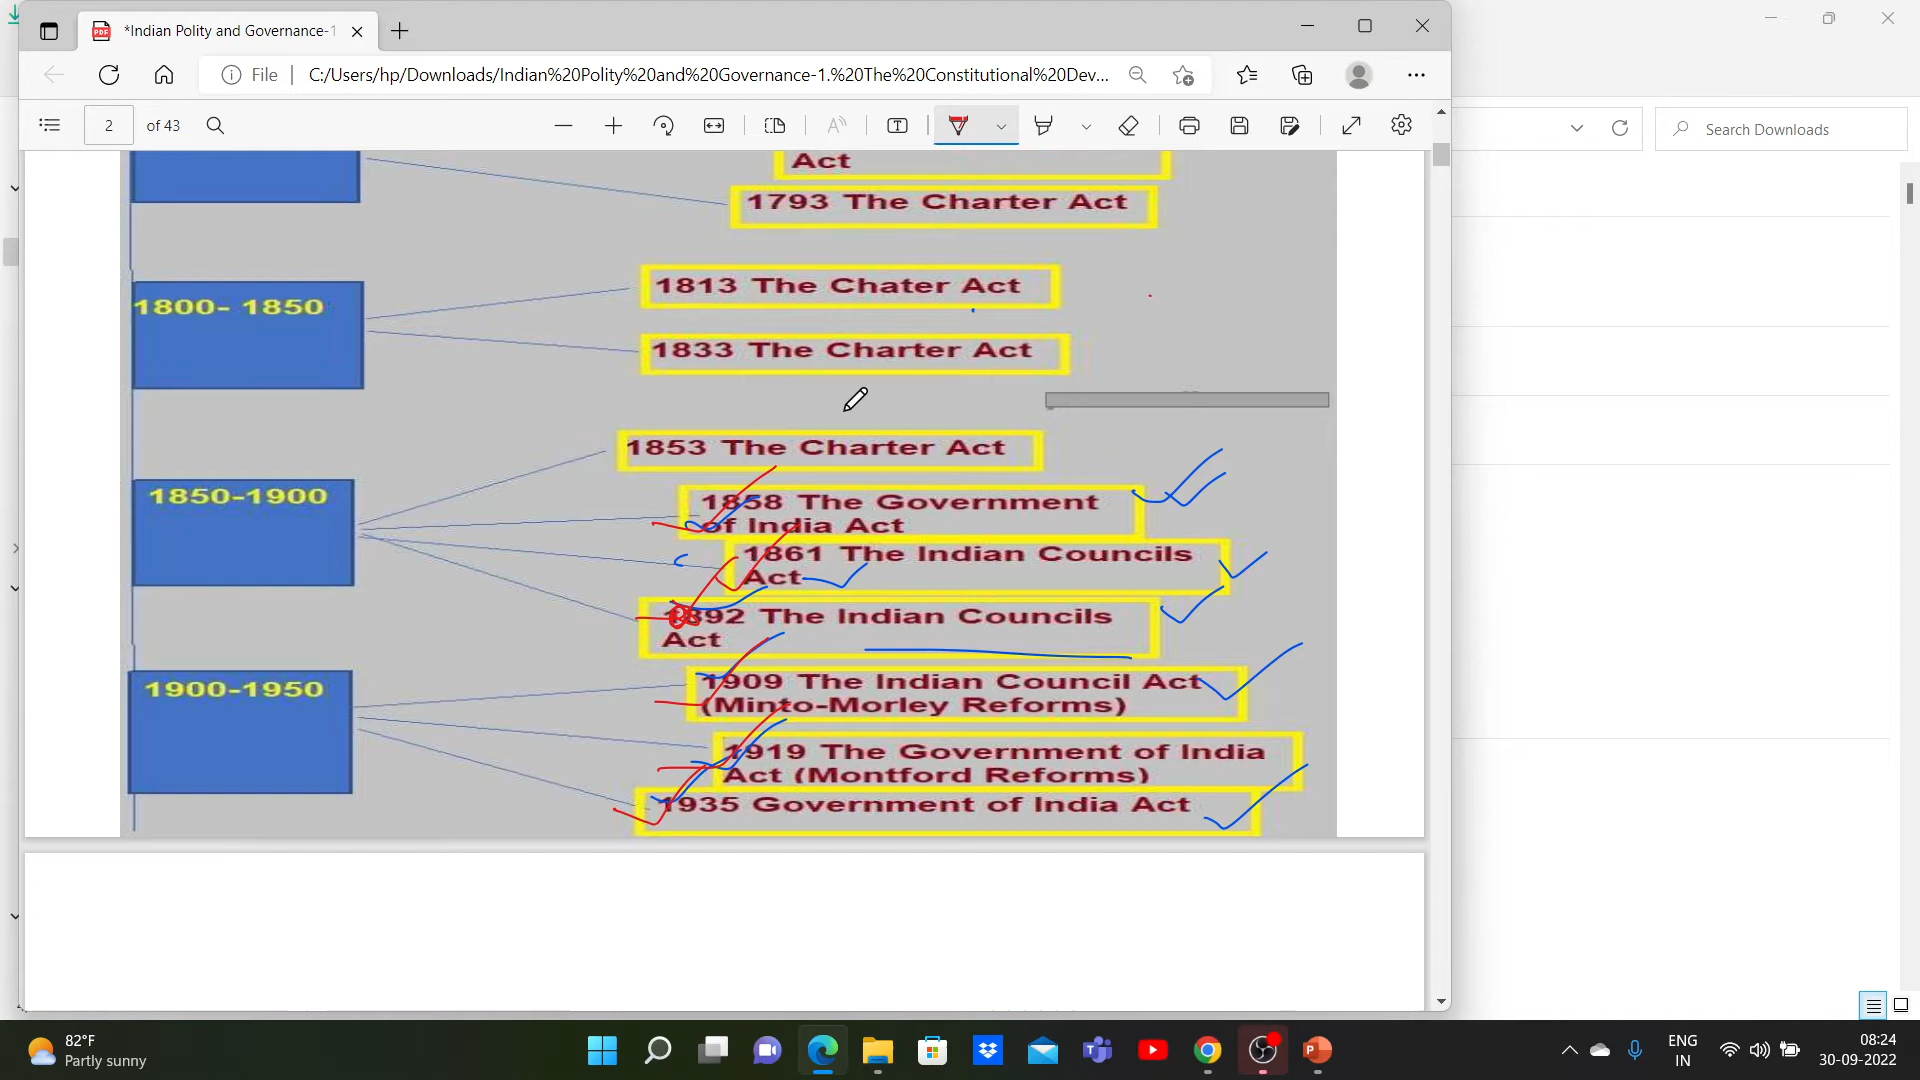 *Indian Polity and Governance-1
File
C:/Users/hp/Downloads/Indian%20Polity%20and%20Governance-1.%20The%20Constitutional%20Dev...
2 of 43
Search Downloads
Act
1793 The Charter Act
1800- 1850
1813 The Chater Act
1833 The Charter Act
1850-1900
1853 The Charter Act
1858 The Government
of India Act
1861 The Indian Councils
Act
1892 The Indian Councils
Act
1900-1950
1909 The Indian Council Act
(Minto-Morley Reforms)
1919 The Government of India
Act (Montford Reforms)
1935 Government of India Act
82°F
Partly sunny
ENG
IN
08:24
30-09-2022